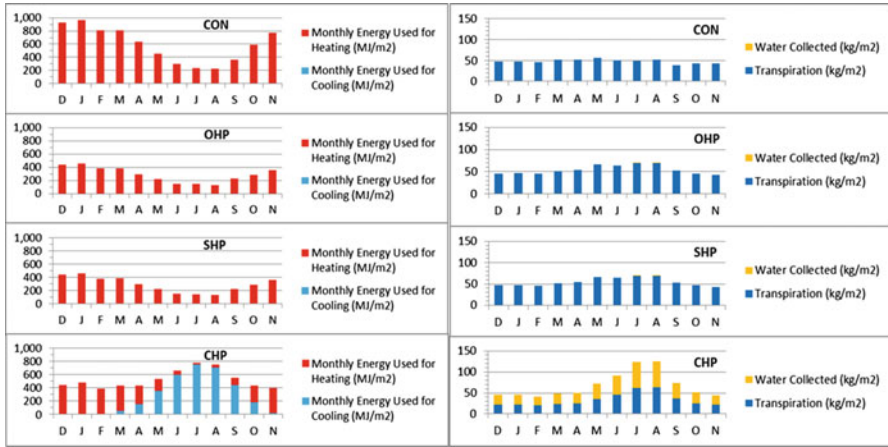 CON
1,000
800
600
400
200
0
D J F M A M J J A S O N
Monthly Energy Used for
Heating (MJ/m2)
Monthly Energy Used for
Cooling (MJ/m2)
OHP
1,000
800
600
400
200
0
D J F M A M J J A S O N
Monthly Energy Used for
Heating (MJ/m2)
Monthly Energy Used for
Cooling (MJ/m2)
SHP
1,000
800
600
400
200
0
D J F M A M J J A S O N
Monthly Energy Used for
Heating (MJ/m2)
Monthly Energy Used for
Cooling (MJ/m2)
CHP
1,000
800
600
400
200
0
D J F M A M J J A S O N
Monthly Energy Used for
Heating (MJ/m2)
Monthly Energy Used for
Cooling (MJ/m2)
CON
150
100
50
0
D J F M A M J J A S O N
Water Collected (kg/m2)
Transpiration (kg/m2)
OHP
150
100
50
0
D J F M A M J J A S O N
Water Collected (kg/m2)
Transpiration (kg/m2)
SHP
150
100
50
0
D J F M A M J J A S O N
Water Collected (kg/m2)
Transpiration (kg/m2)
CHP
150
100
50
0
D J F M A M J J A S O N
Water Collected (kg/m2)
Transpiration (kg/m2)